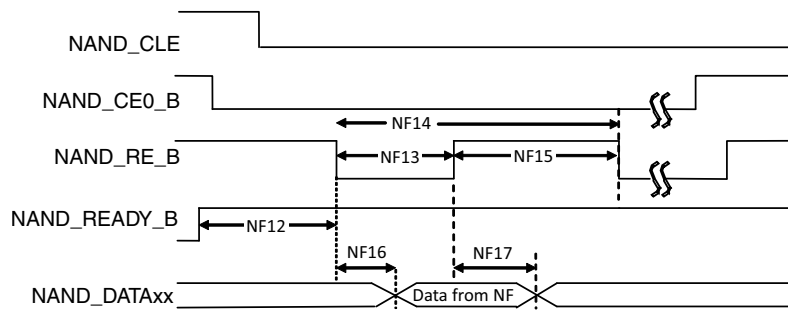 NAND_CLE
NAND_CE0_B
NF14
NAND_RE_B
NF13
NF15
NAND_READY_B
NF12
NF16
NF17
NAND_DATAxx
Data from NF